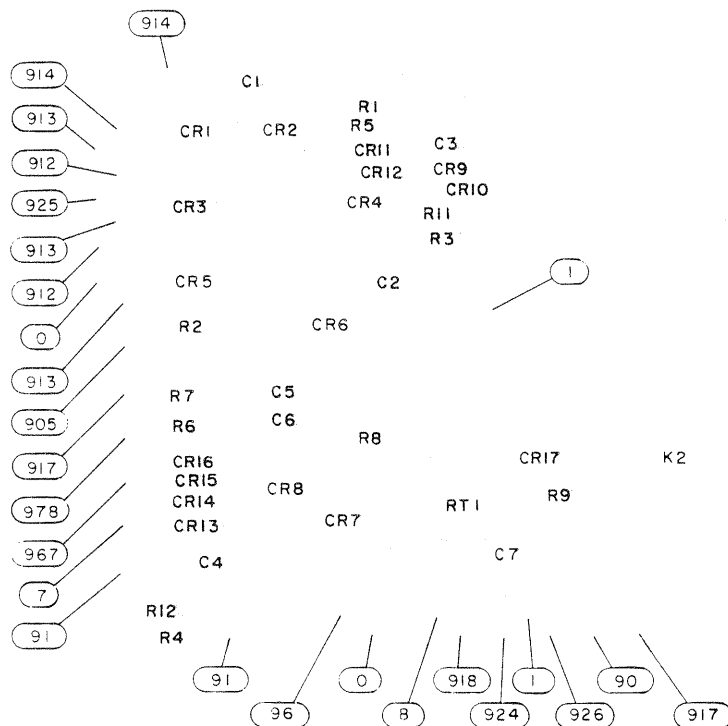 914
914
C1
913
R1
CR1 CR2 R5
912
CR11
C3
CR12
CR9
925
CR10
CR3
CR4
R11
913
R3
912
CR5
C2
1
0
R2
CR6
913
905
R7
C5
R6
C6
917
R8
CR16
CR17
K2
978
CR15
CR14
CR8
R9
CR13
CR7
RT1
967
C4
C7
7
R12
91
R4
91
0
918
1
90
96
8
924
926
917